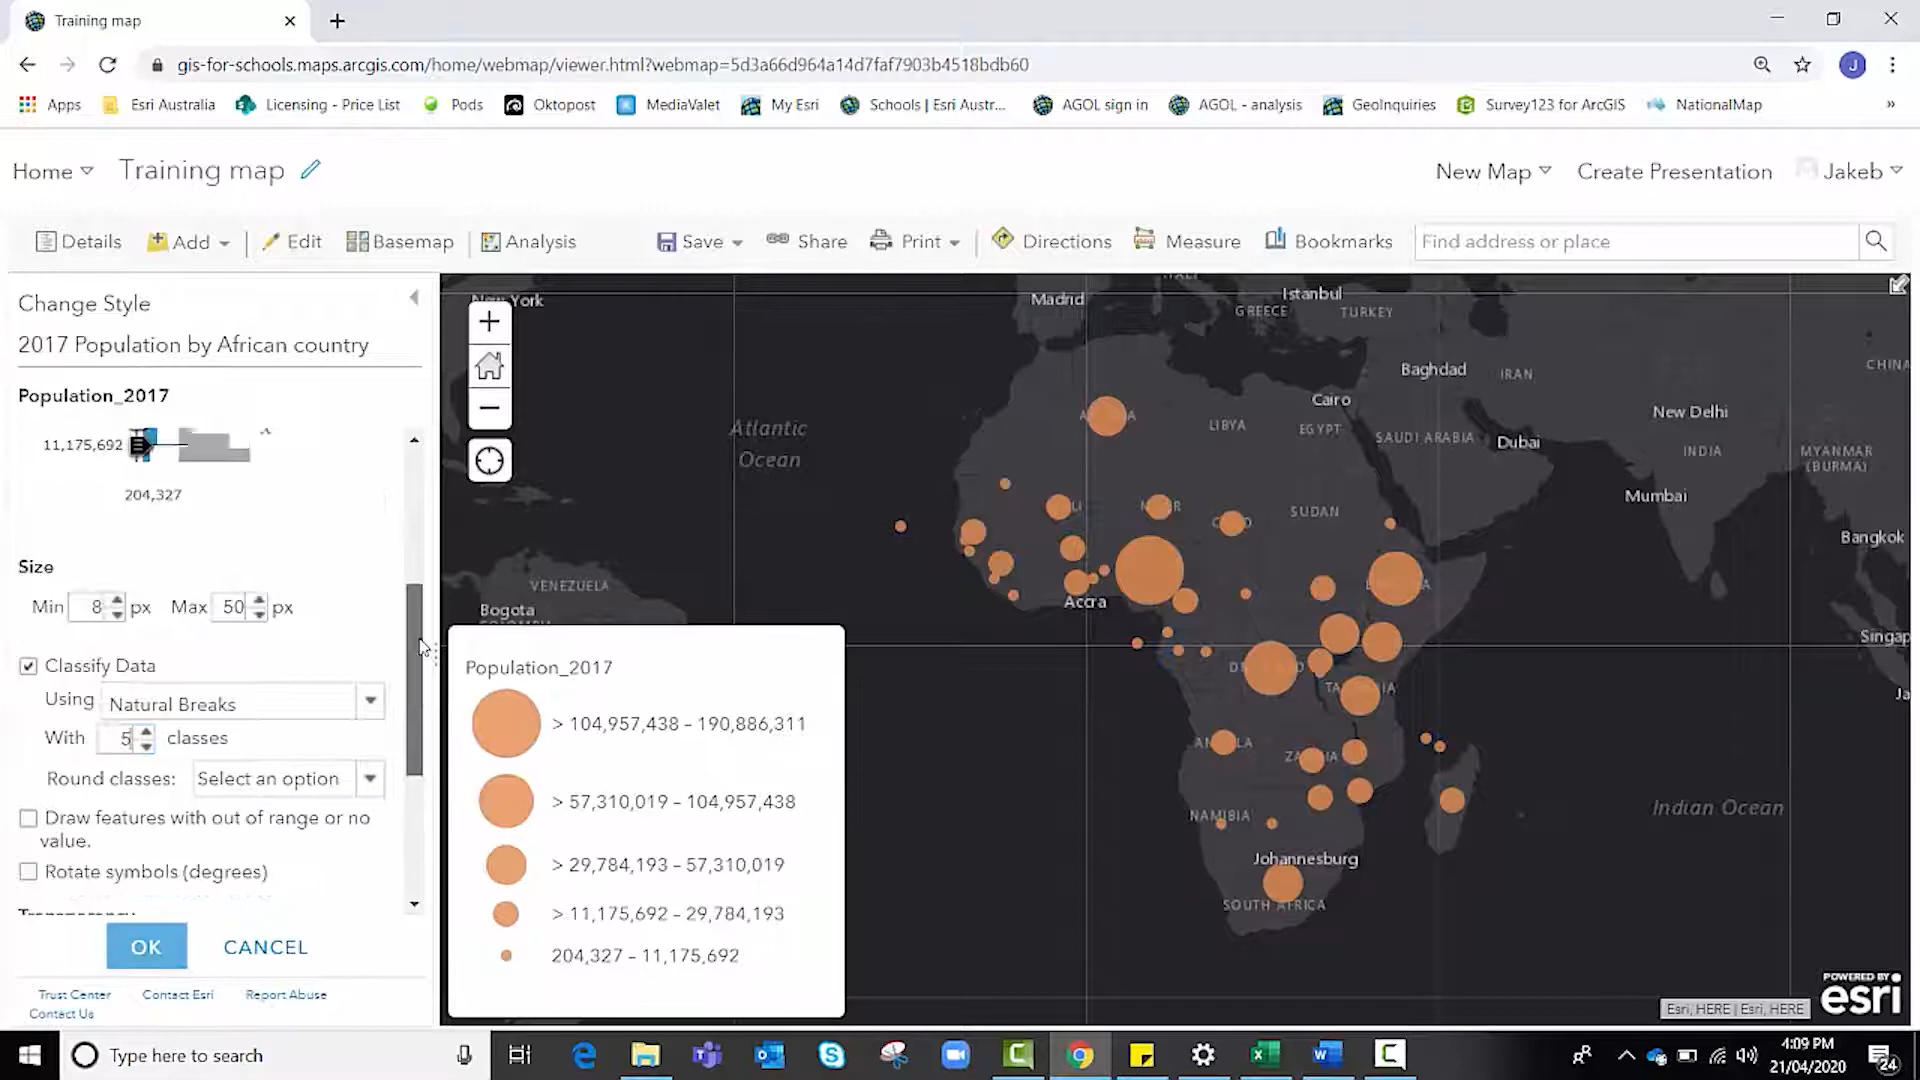 Training map
gis-for-schools.maps.arcgis.com/home/webmap/viewer.html?webmap=5d3a66d964a14d7faf7903b4518bdb60
J
Apps
Esri Australia
Licensing - Price List
Pods
Oktopost
MediaValet
My Esri
Schools | Esri Austr...
AGOL sign in
AGOL - analysis
GeoInquiries
Survey123 for ArcGIS
NationalMap
»
Home
Training map
New Map
Create Presentation
Jakeb
Details
Add
Edit
Basemap
Analysis
Save
Share
Print
Directions
Measure
Bookmarks
Find address or place
Change Style
2017 Population by African country
Population_2017
11,175,692
204,327
Size
Min 8 px Max 50 px
Classify Data
Using Natural Breaks
With 5 classes
Round classes: Select an option
Draw features with out of range or no
value.
Rotate symbols (degrees)
OK
CANCEL
Trust Center
Contact Esri
Report Abuse
Contact Us
Madrid
Istanbul
GREECE
TURKEY
Baghdad
IRAN
CHINA
Cairo
New Delhi
Atlantic
Ocean
LIBYA
EGYPT
SAUDI ARABIA
Dubai
INDIA
MYANMAR
(BURMA)
Mumbai
SUDAN
Bangkok
VENEZUELA
Bogota
Accra
Singap
NAMIBIA
Indian Ocean
Johannesburg
SOUTH AFRICA
Population_2017
> 104,957,438 – 190,886,311
> 57,310,019 – 104,957,438
> 29,784,193 – 57,310,019
> 11,175,692 – 29,784,193
204,327 – 11,175,692
POWERED BY
esri
Esri, HERE | Esri, HERE
Type here to search
4:09 PM
21/04/2020
24